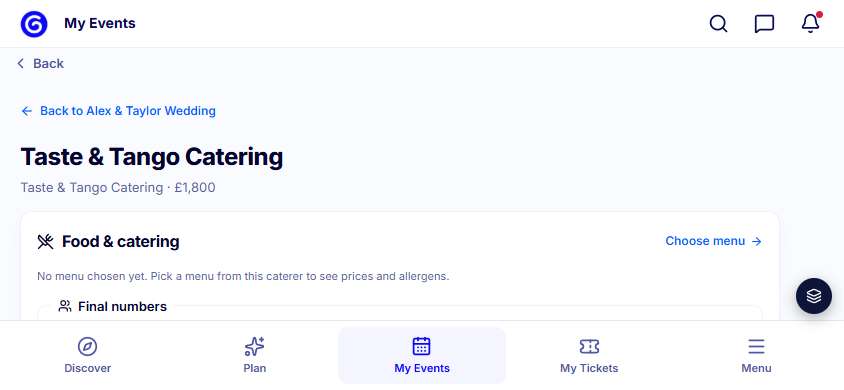 My Events
Back
Back to Alex & Taylor Wedding
Taste & Tango Catering
Taste & Tango Catering · £1,800
Food & catering
Choose menu
No menu chosen yet. Pick a menu from this caterer to see prices and allergens.
Final numbers
Discover
Plan
My Events
My Tickets
Menu